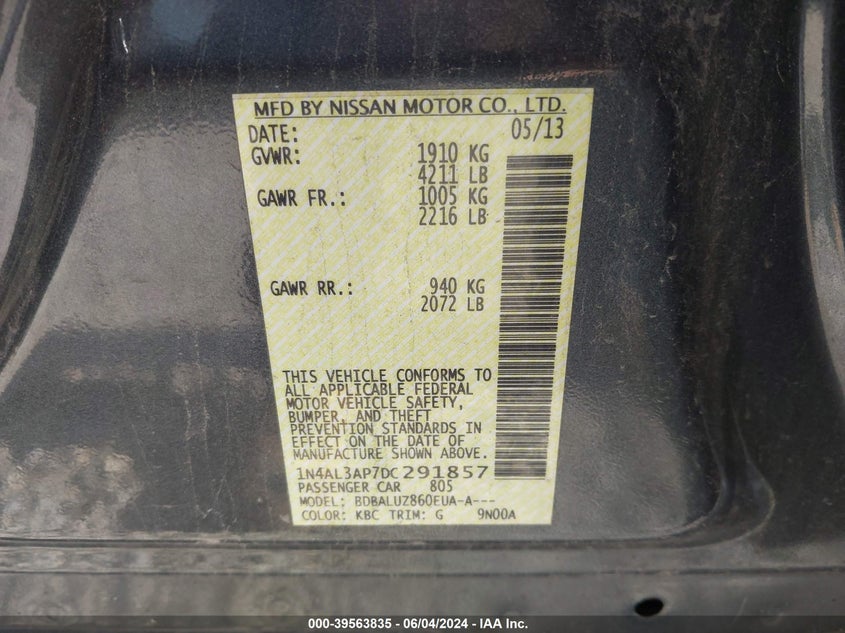 MFD BY NISSAN MOTOR CO., LTD.
DATE: 05/13
GVWR: 1910 KG
4211 LB
GAWR FR.: 1005 KG
2216 LB
GAWR RR.: 940 KG
2072 LB
THIS VEHICLE CONFORMS TO
ALL APPLICABLE FEDERAL
MOTOR VEHICLE SAFETY,
BUMPER, AND THEFT
PREVENTION STANDARDS IN
EFFECT ON THE DATE OF
MANUFACTURE SHOWN ABOVE.
1N4AL3AP7DC291857
PASSENGER CAR 805
MODEL: BDBALUZ860EUA-A---
COLOR: KBC TRIM: G 9N00A
000-39563835 - 06/04/2024 - IAA Inc.